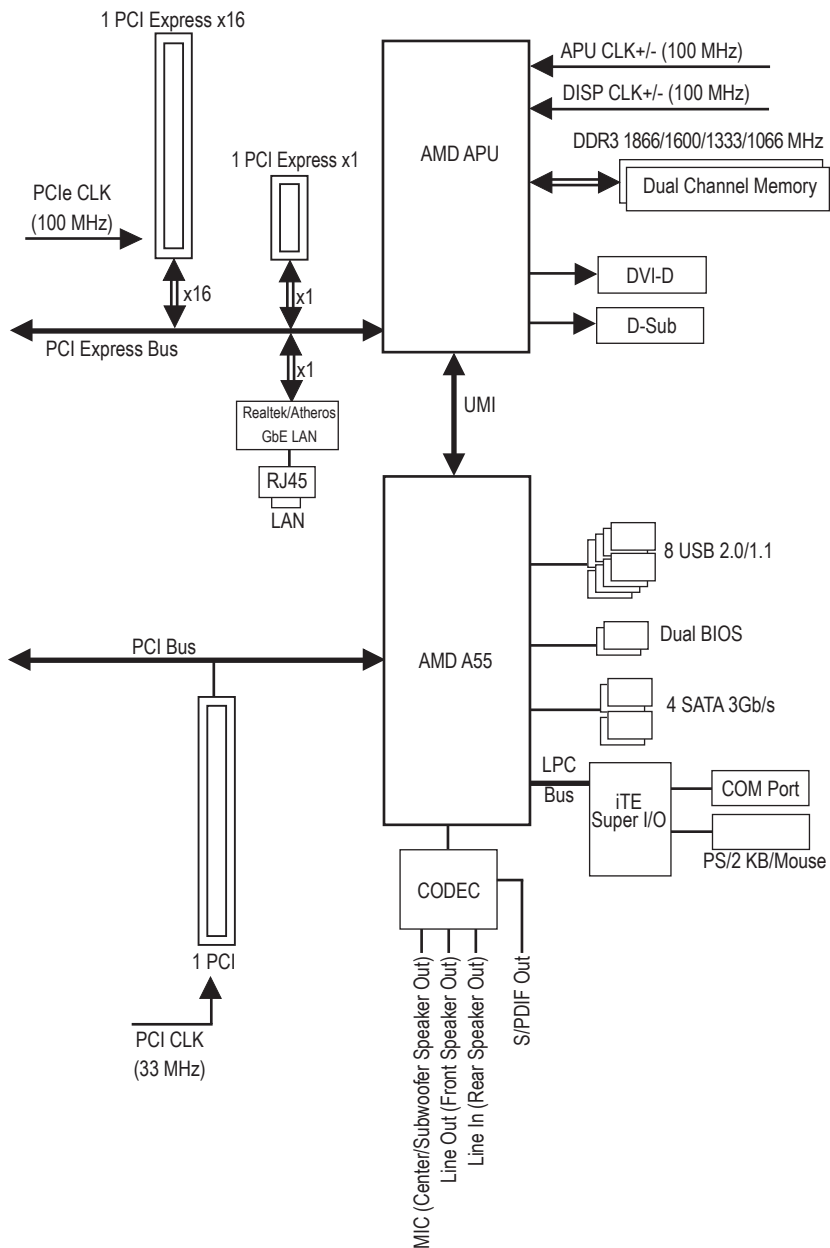 1 PCI Express x16
APU CLK+/- (100 MHz)
DISP CLK+/- (100 MHz)
DDR3 1866/1600/1333/1066 MHz
AMD APU
1 PCI Express x1
Dual Channel Memory
PCIe CLK
(100 MHz)
DVI-D
x16
x1
D-Sub
PCI Express Bus
x1
UMI
Realtek/Atheros
GbE LAN
RJ45
LAN
8 USB 2.0/1.1
Dual BIOS
PCI Bus
AMD A55
4 SATA 3Gb/s
LPC
Bus
iTE
Super I/O
COM Port
PS/2 KB/Mouse
CODEC
1 PCI
PCI CLK
(33 MHz)
MIC (Center/Subwoofer Speaker Out)
Line Out (Front Speaker Out)
Line In (Rear Speaker Out)
S/PDIF Out